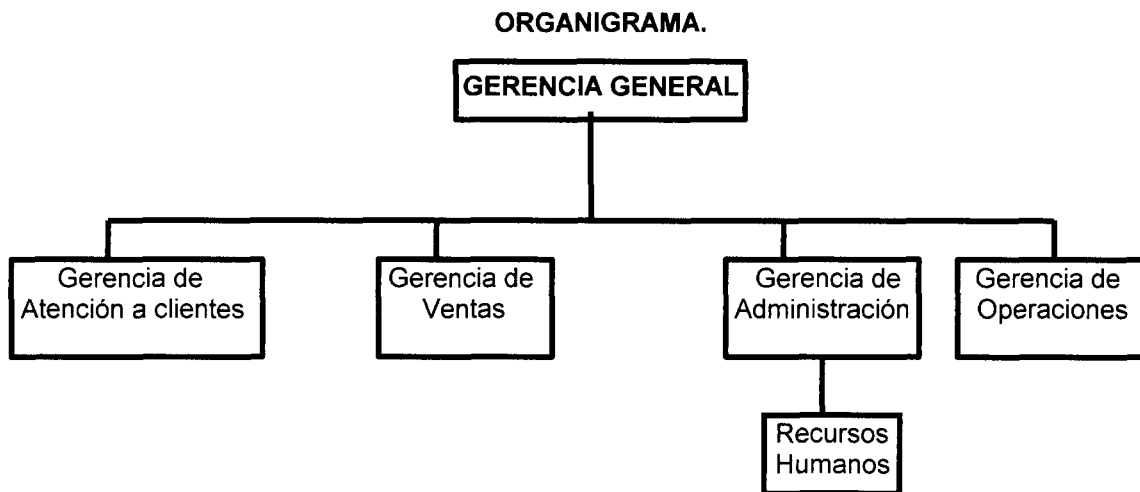 ORGANIGRAMA.
GERENCIA GENERAL
Gerencia de
Atención a clientes
Gerencia de
Ventas
Gerencia de
Administración
Gerencia de
Operaciones
Recursos
Humanos